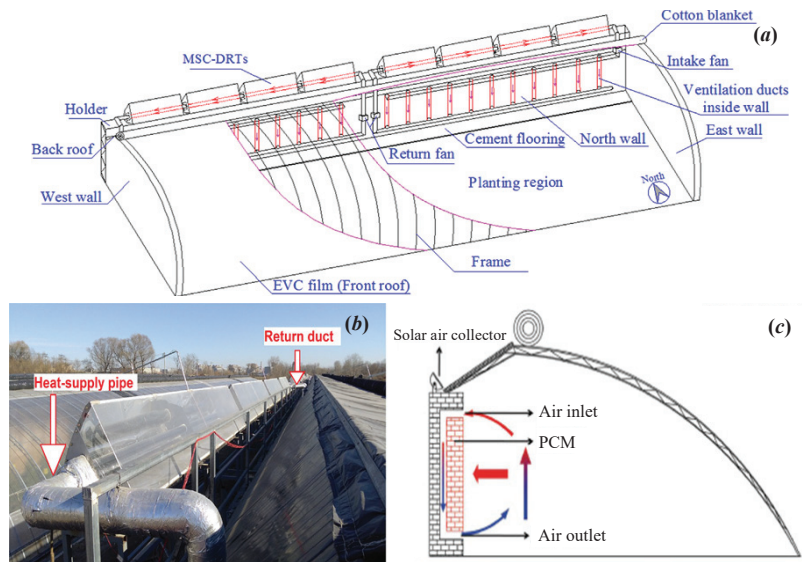 Cotton blanket
(a)
MSC-DRTs
Intake fan
Ventilation ducts
inside wall
Holder
East wall
North wall
Back roof
Cement flooring
Return fan
West wall
Planting region
North
Frame
EVC film (Front roof)
(b)
Return duct
Heat-supply pipe
(c)
Solar air collector
Air inlet
PCM
Air outlet